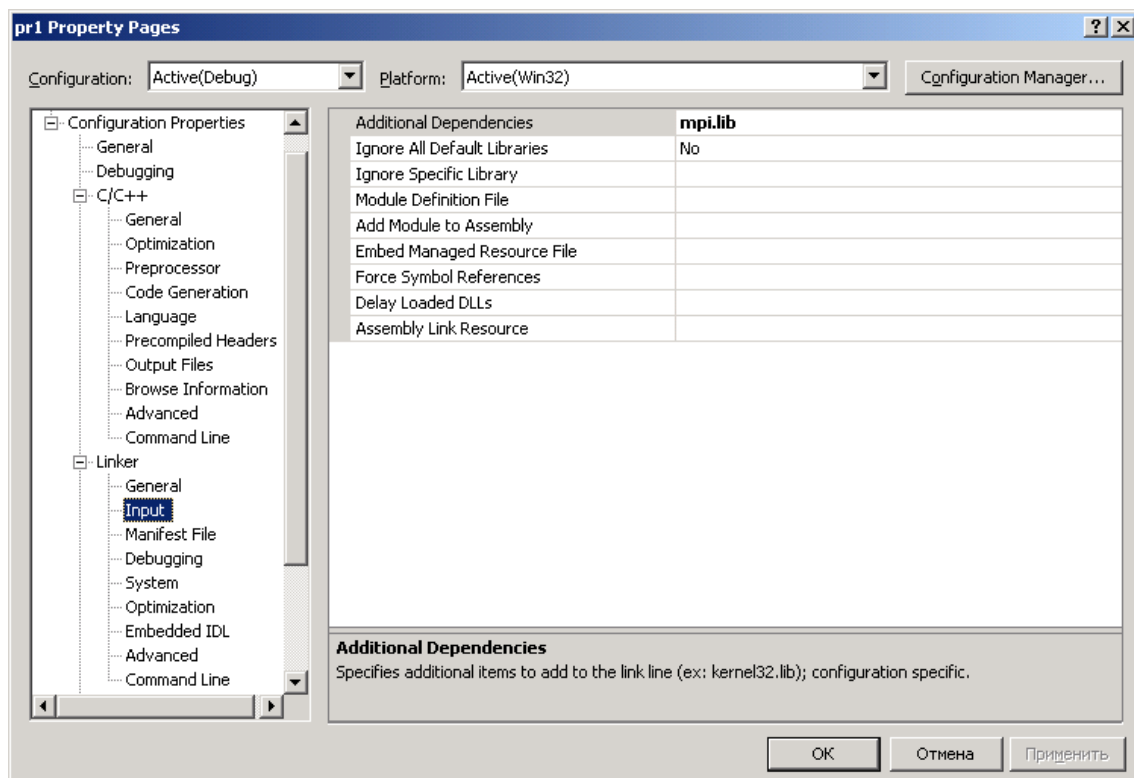 pr1 Property Pages
Configuration: Active(Debug) Platform: Active(Win32) Configuration Manager...
Configuration Properties
General
Debugging
C/C++
General
Optimization
Preprocessor
Code Generation
Language
Precompiled Headers
Output Files
Browse Information
Advanced
Command Line
Linker
General
Input
Manifest File
Debugging
System
Optimization
Embedded IDL
Advanced
Command Line
Additional Dependencies mpi.lib
Ignore All Default Libraries No
Ignore Specific Library
Module Definition File
Add Module to Assembly
Embed Managed Resource File
Force Symbol References
Delay Loaded DLLs
Assembly Link Resource
Additional Dependencies
Specifies additional items to add to the link line (ex: kernel32.lib); configuration specific.
OK Отмена Применить